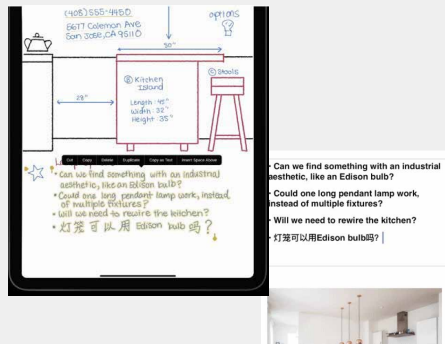 (408) 555-4450
5677 Coleman Ave
San Jose, CA 95110
options
50"
ⓑ Kitchen
Island
Length: 45"
Width: 32"
Height: 35"
ⓒ Stools
28"
Cut Copy Delete Duplicate Copy as Text Insert Space Above
• Can we find something with an industrial
aesthetic, like an Edison bulb?
• Could one long pendant lamp work, instead
of multiple fixtures?
• Will we need to rewire the kitchen?
• 灯笼可以用 Edison bulb 吗?
• Can we find something with an industrial
aesthetic, like an Edison bulb?
• Could one long pendant lamp work,
instead of multiple fixtures?
• Will we need to rewire the kitchen?
• 灯笼可以用Edison bulb吗?